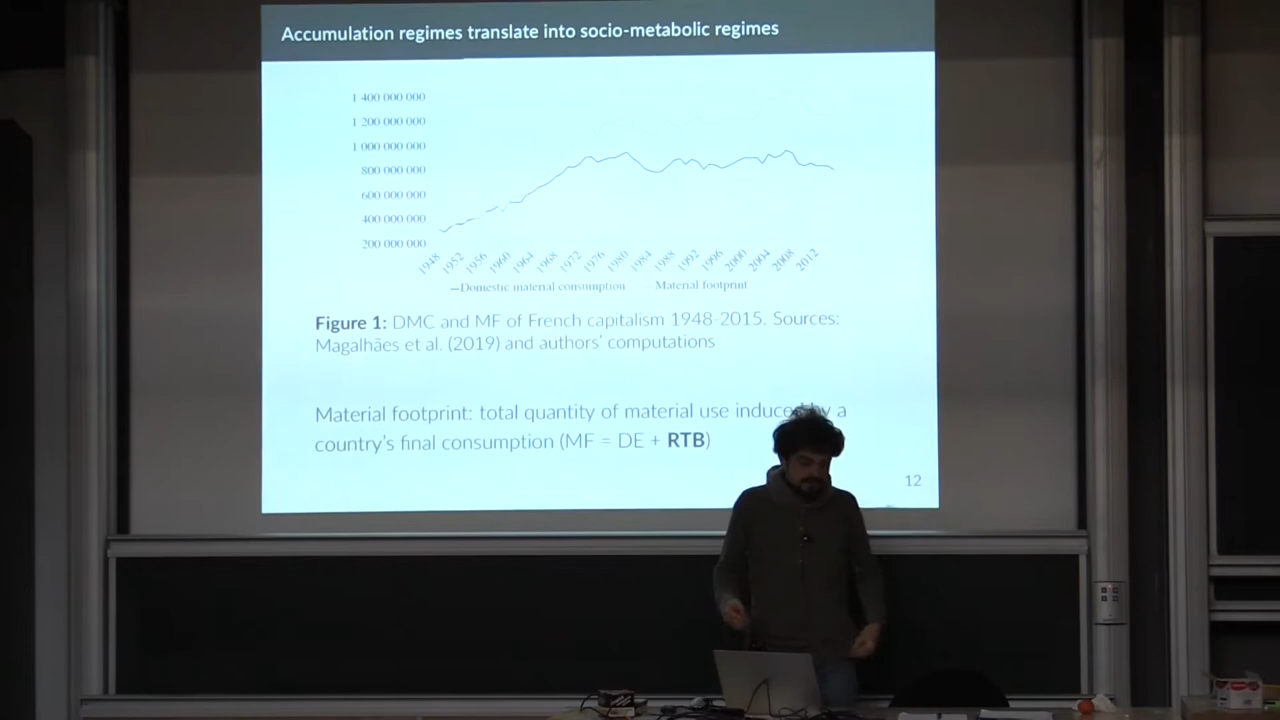 Accumulation regimes translate into socio-metabolic regimes
1 400 000 000
1 200 000 000
1 000 000 000
800 000 000
600 000 000
400 000 000
200 000 000
1948 1952 1956 1960 1964 1968 1972 1976 1980 1984 1988 1992 1996 2000 2004 2008 2012
Domestic material consumption Material footprint
Figure 1: DMC and MF of French capitalism 1948-2015. Sources:
Magalhães et al. (2019) and authors' computations
Material footprint: total quantity of material use induced by a
country's final consumption (MF = DE + RTB)
12